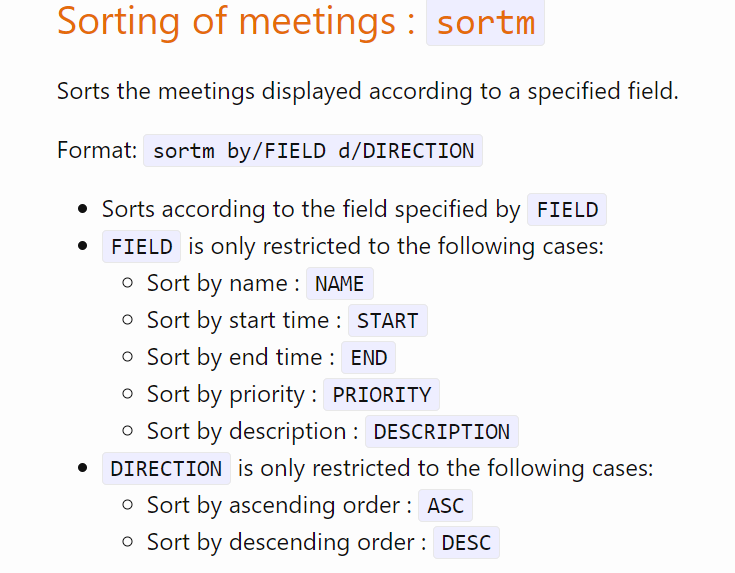 Sorting of meetings : sortm
Sorts the meetings displayed according to a specified field.
Format: sortm by/FIELD d/DIRECTION
Sorts according to the field specified by FIELD
FIELD is only restricted to the following cases:
Sort by name : NAME
Sort by start time : START
Sort by end time : END
Sort by priority : PRIORITY
Sort by description : DESCRIPTION
DIRECTION is only restricted to the following cases:
Sort by ascending order : ASC
Sort by descending order : DESC